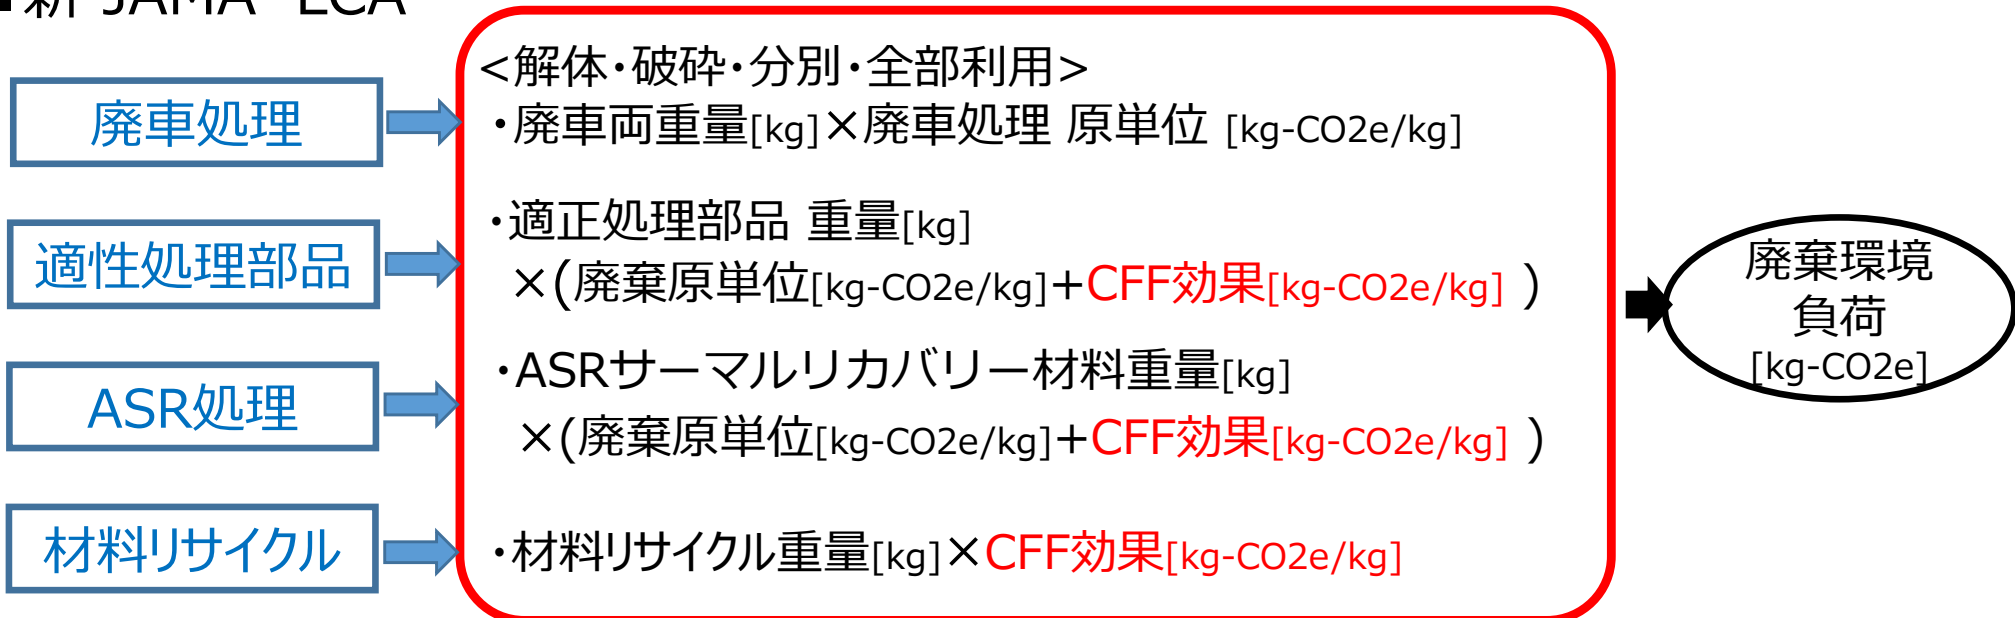 ■新 JAMA LCA
<解体・破砕・分別・全部利用>
廃車処理
・廃車両重量[kg]×廃車処理 原単位 [kg-CO2e/kg]
適性処理部品
・適正処理部品 重量[kg]
×(廃棄原単位[kg-CO2e/kg]+CFF効果[kg-CO2e/kg] )
ASR処理
・ASRサーマルリカバリー材料重量[kg]
×(廃棄原単位[kg-CO2e/kg]+CFF効果[kg-CO2e/kg] )
材料リサイクル
・材料リサイクル重量[kg]×CFF効果[kg-CO2e/kg]
廃棄環境
負荷
[kg-CO2e]